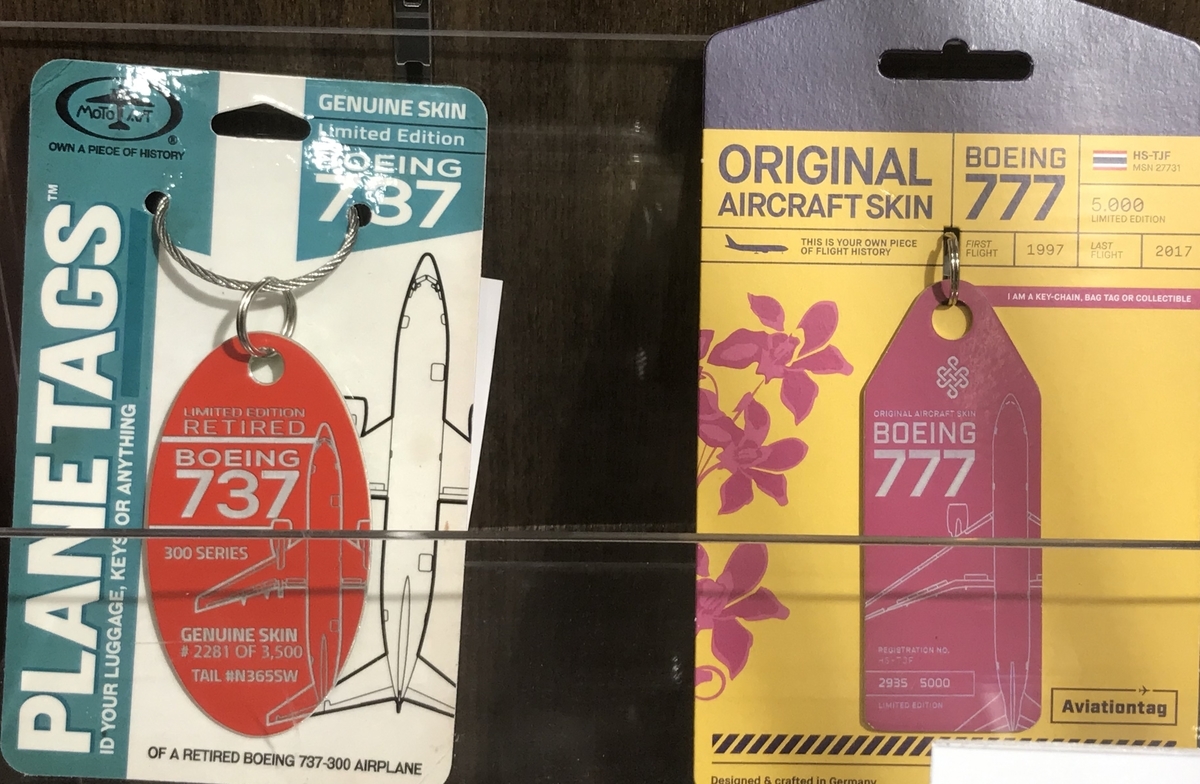 MOTOART
®
OWN A PIECE OF HISTORY
GENUINE SKIN
Limited Edition
BOEING
737
PLANETAGS™
ID YOUR LUGGAGE, KEYS OR ANYTHING
LIMITED EDITION
RETIRED
BOEING
737
300 SERIES
GENUINE SKIN
# 2281 OF 3,500
TAIL #N365SW
OF A RETIRED BOEING 737-300 AIRPLANE
ORIGINAL
AIRCRAFT SKIN
BOEING
777
HS-TJF
MSN 27731
5.000
LIMITED EDITION
THIS IS YOUR OWN PIECE
OF FLIGHT HISTORY
FIRST
FLIGHT
1997
LAST
FLIGHT
2017
I AM A KEY-CHAIN, BAG TAG OR COLLECTIBLE
ORIGINAL AIRCRAFT SKIN
BOEING
777
REGISTRATION NO.
HS-TJF
2935 5000
LIMITED EDITION
Aviationtag
Designed & crafted in Germany